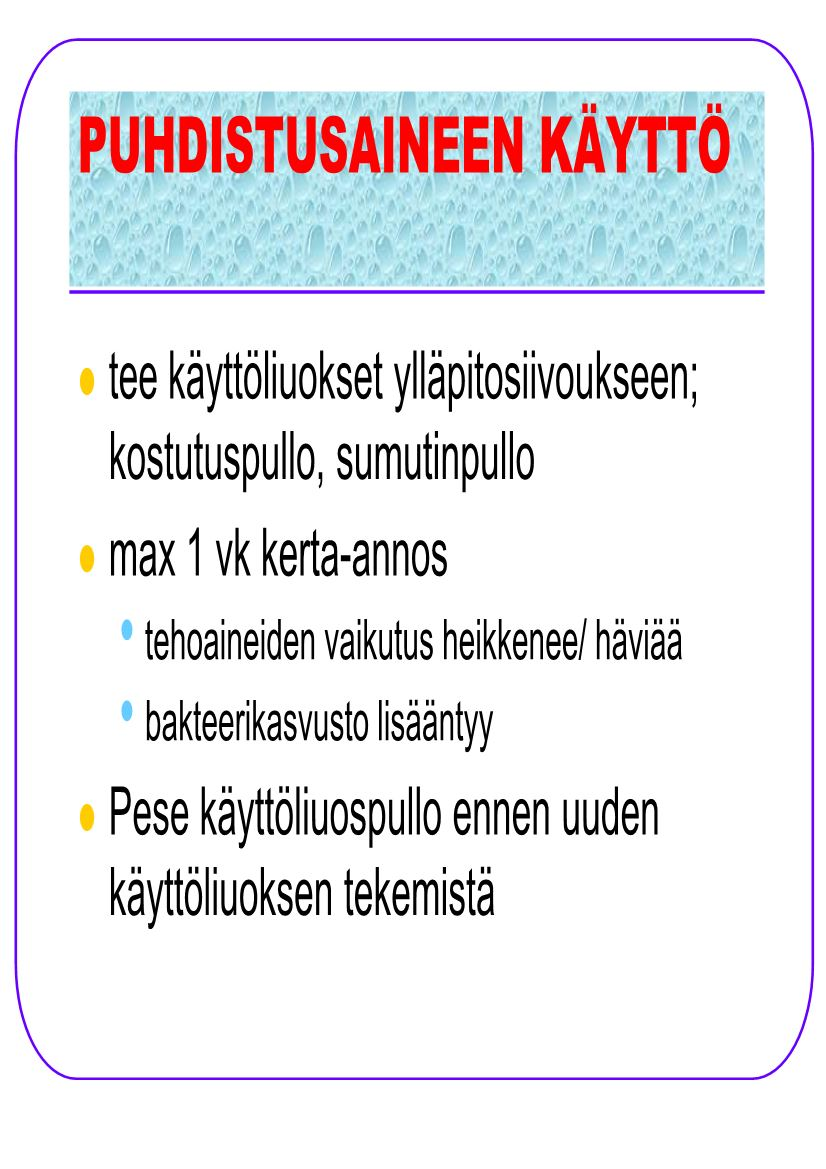 PUHDISTUSAINEEN KÄYTTÖ
tee käyttöliuokset ylläpitosiivoukseen;
kostutuspullo, sumutinpullo
max 1 vk kerta-annos
tehoaineiden vaikutus heikkenee/ häviää
bakteerikasvusto lisääntyy
Pese käyttöliuospullo ennen uuden
käyttöliuoksen tekemistä